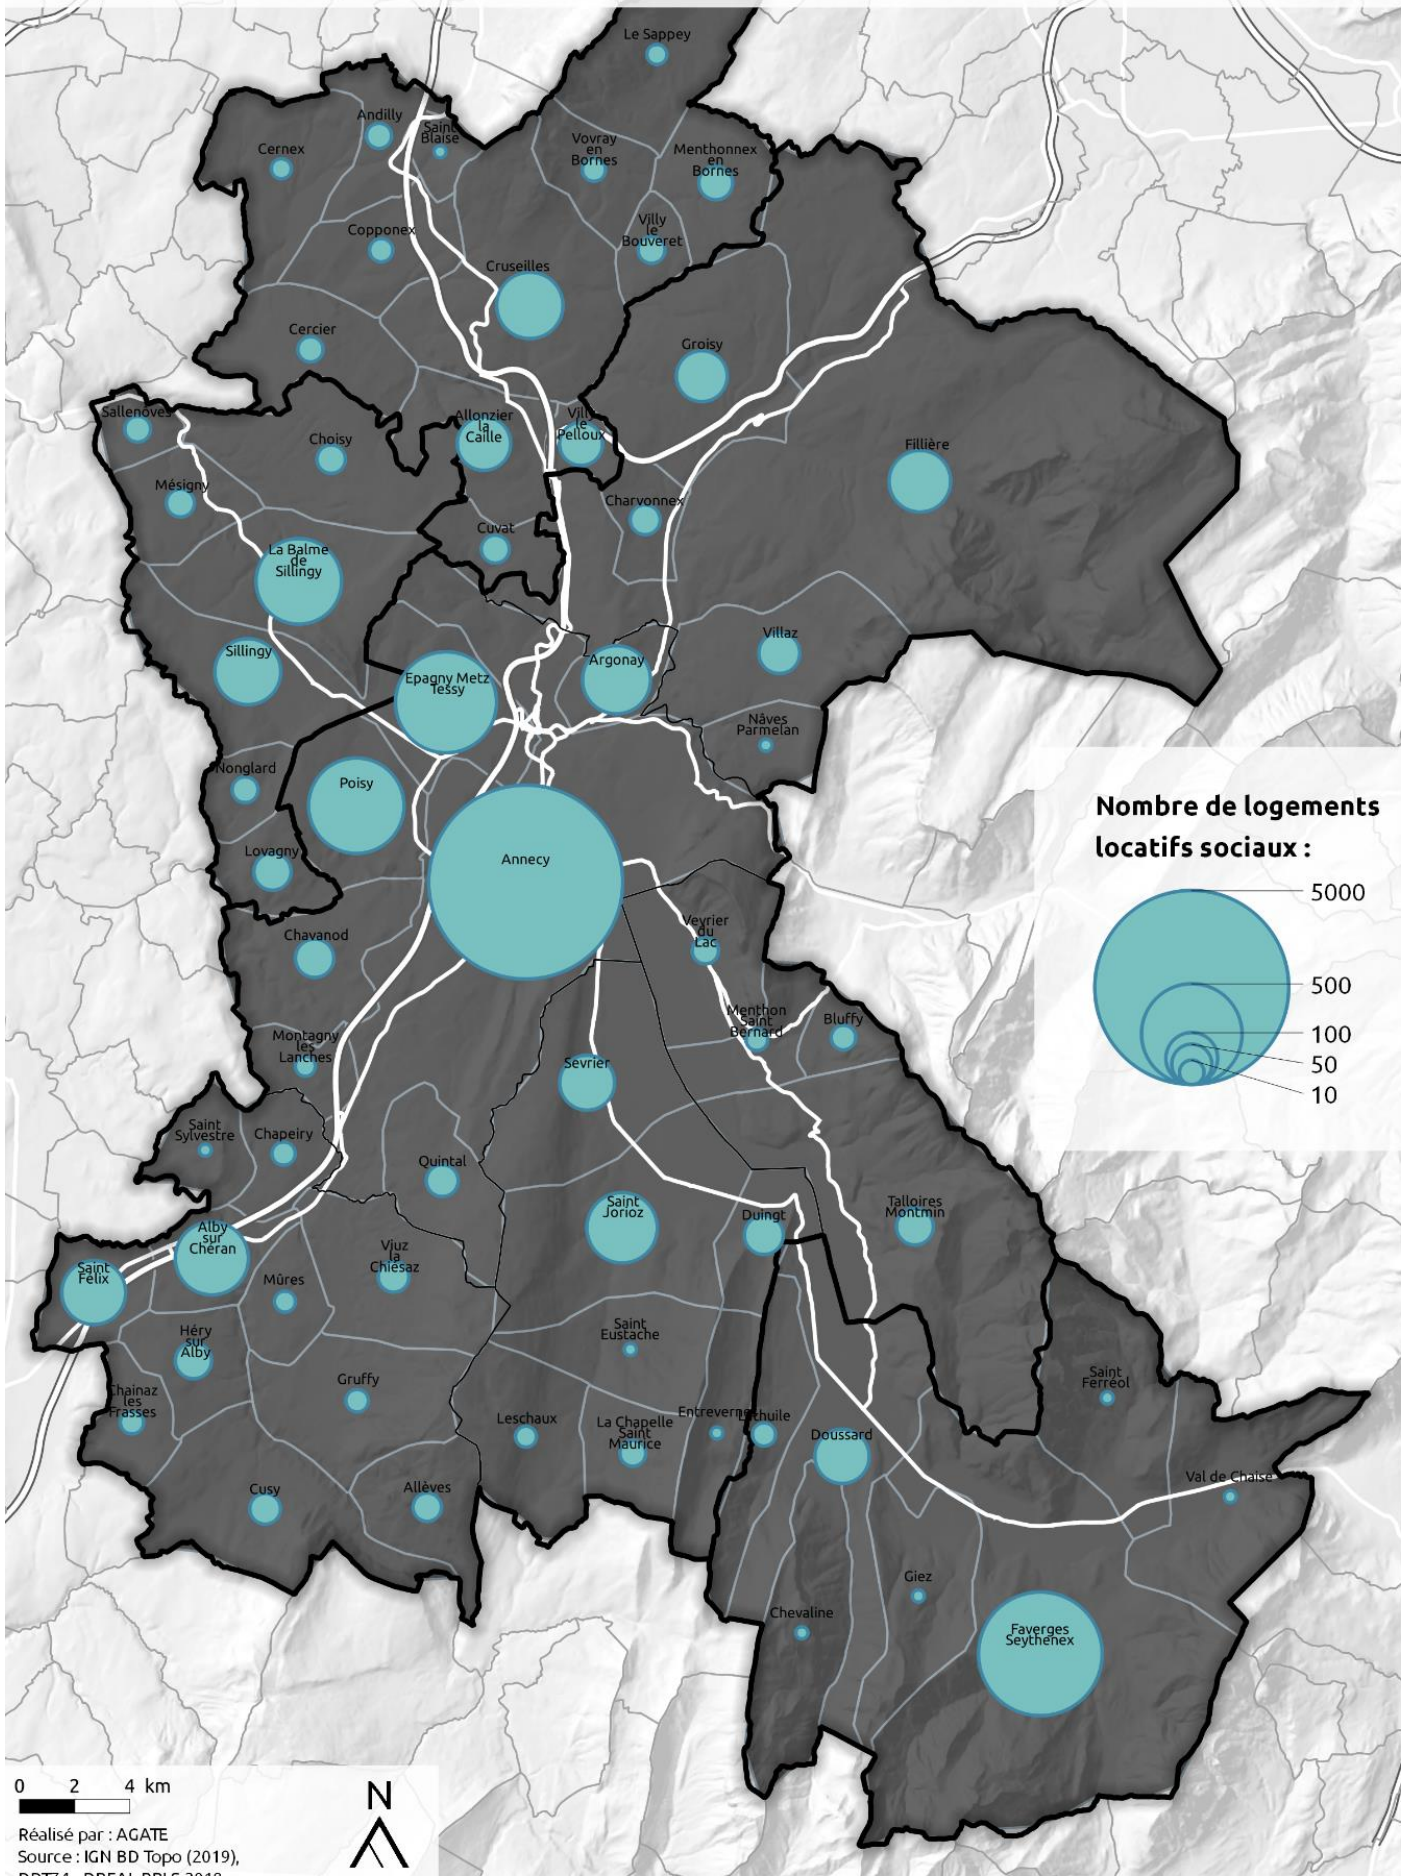 Le Sappey
Andilly
Saint
Blaise
Cernex
Vovray
en
Bornes
Menthonnex
en
Bornes
Copponex
Villy
le
Bouveret
Cruseilles
Cercier
Groisy
Sallenôves
Choisy
Allonzier
la
Caille
Villy
le
Pelloux
Fillière
Mésigny
Charvonnex
Cuvat
La Balme
de
Sillingy
Sillingy
Epagny Metz
Tessy
Argonay
Villaz
Nâves
Parmelan
Nonglard
Poisy
Lovagny
Annecy
Chavanod
Veyrier
du
Lac
Menthon
Saint
Bernard
Bluffy
Montagny
les
Lanches
Sevrier
Saint
Sylvestre
Chapeiry
Quintal
Saint
Jorioz
Duingt
Talloires
Montmin
Alby
sur
Chéran
Saint
Félix
Viuz
la
Chiésaz
Mûres
Héry
sur
Alby
Saint
Eustache
Chainaz
les
Frasses
Gruffy
Leschaux
La Chapelle
Saint
Maurice
Entrevernes
Lathuile
Doussard
Saint
Ferréol
Val de Chaise
Cusy
Allèves
Giez
Chevaline
Faverges
Seythenex
Nombre de logements
locatifs sociaux :
5000
500
100
50
10
0 2 4 km
N
Réalisé par : AGATE
Source : IGN BD Topo (2019),